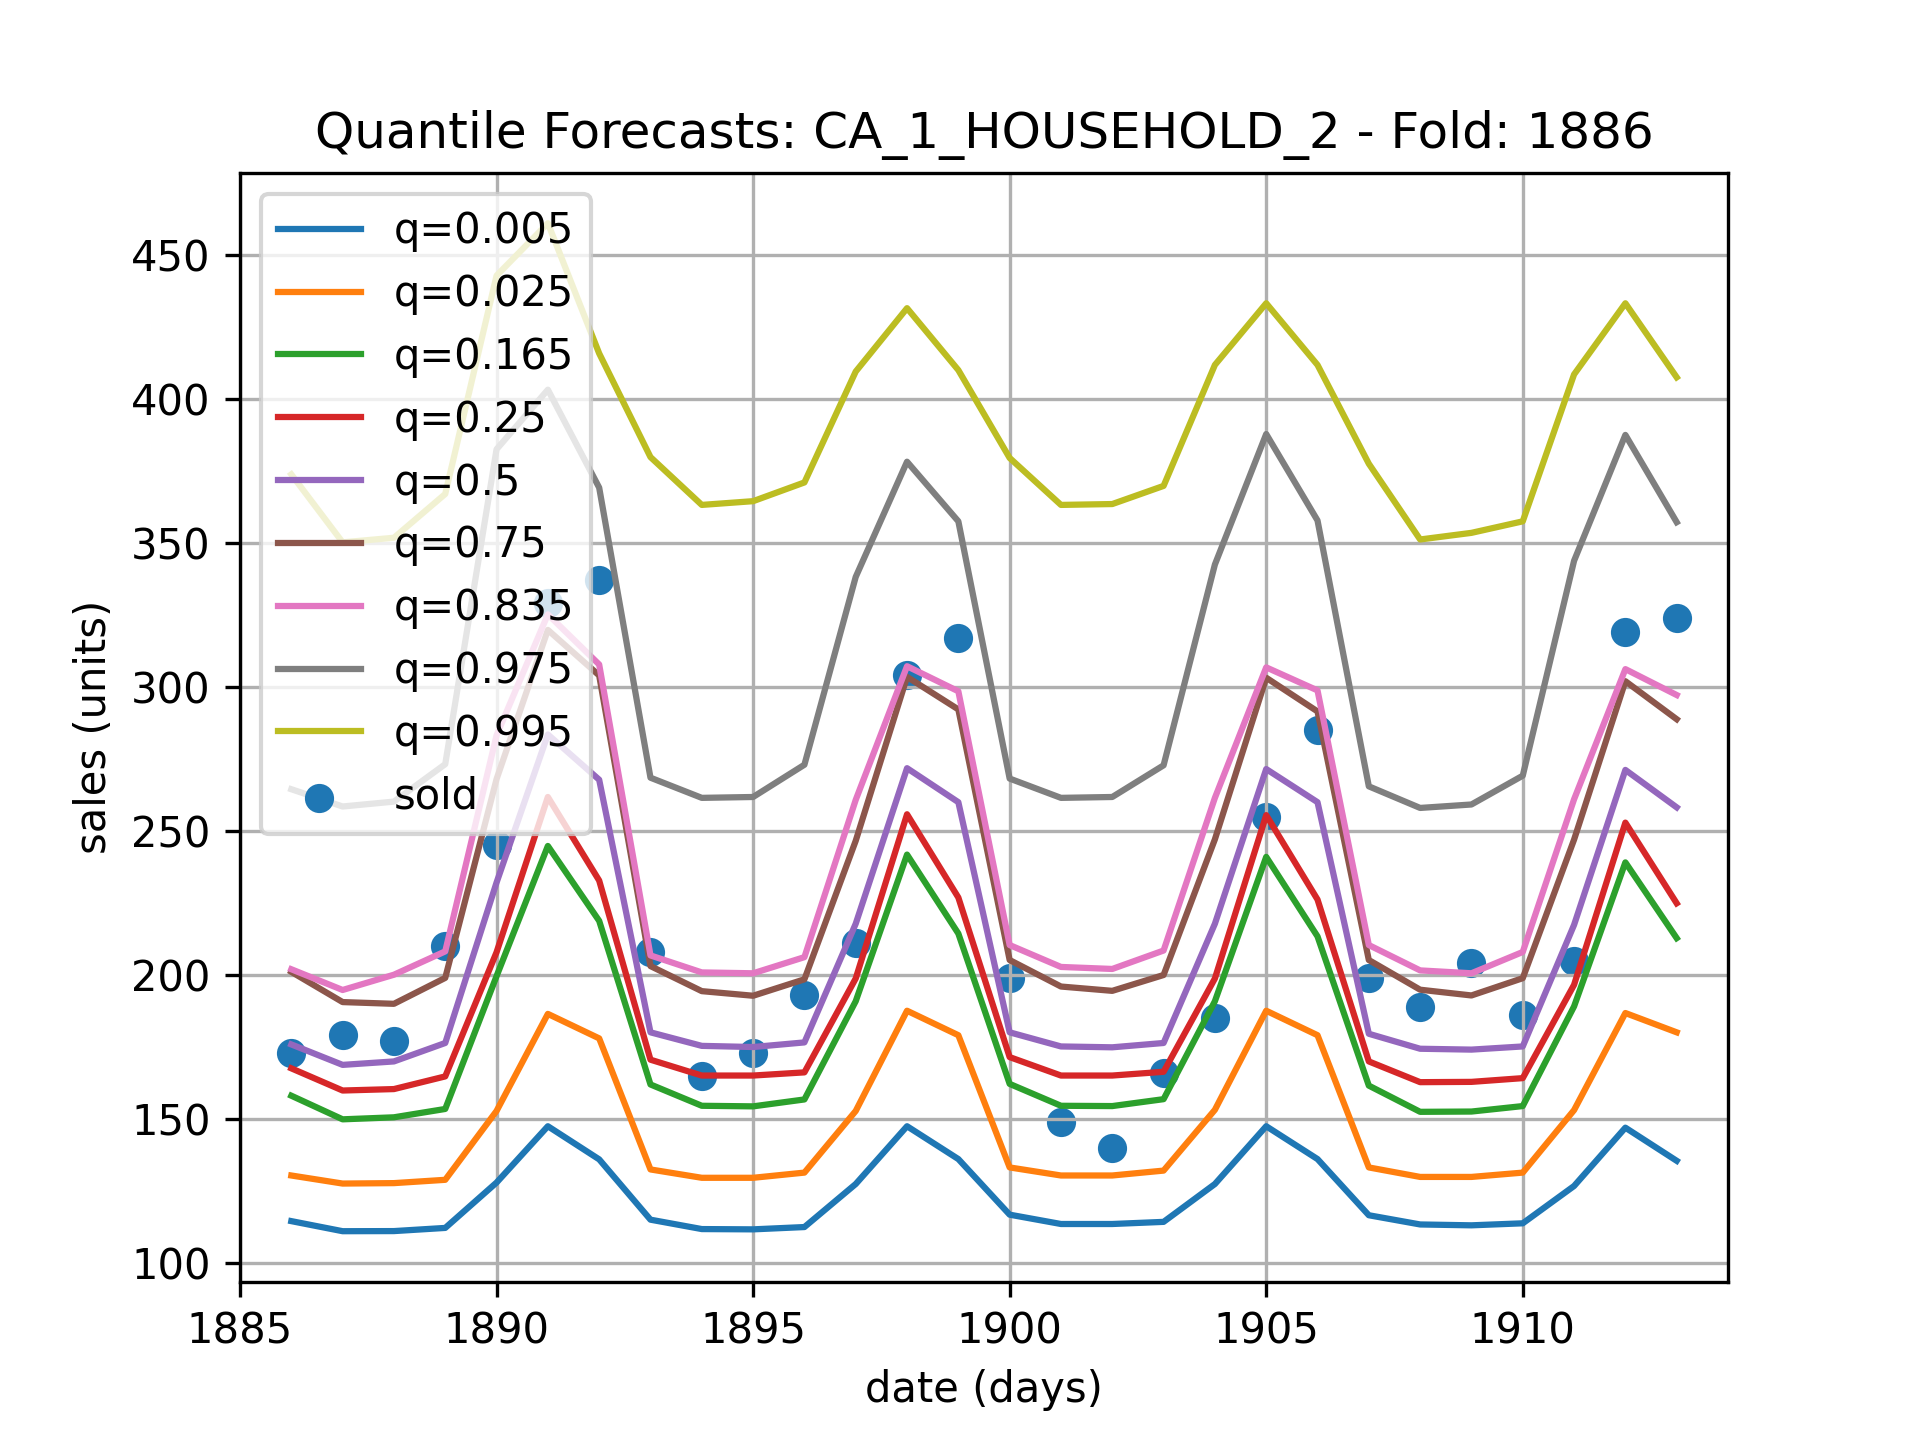 Quantile Forecasts: CA_1_HOUSEHOLD_2 - Fold: 1886
q=0.005
q=0.025
q=0.165
q=0.25
q=0.5
q=0.75
q=0.835
q=0.975
q=0.995
sold
450
400
350
300
250
200
150
100
sales (units)
1885 1890 1895 1900 1905 1910
date (days)